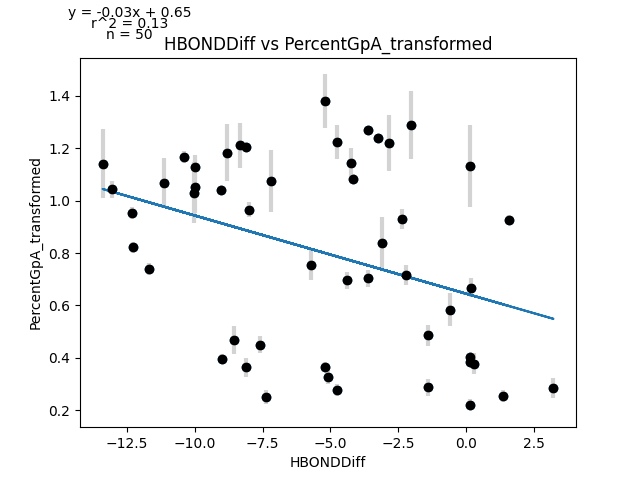 y = -0.03x + 0.65
r^2 = 0.13
n = 50
HBONDDiff vs PercentGpA_transformed
PercentGpA_transformed
1.4
1.2
1.0
0.8
0.6
0.4
0.2
−12.5 −10.0 −7.5 −5.0 −2.5 0.0 2.5
HBONDDiff